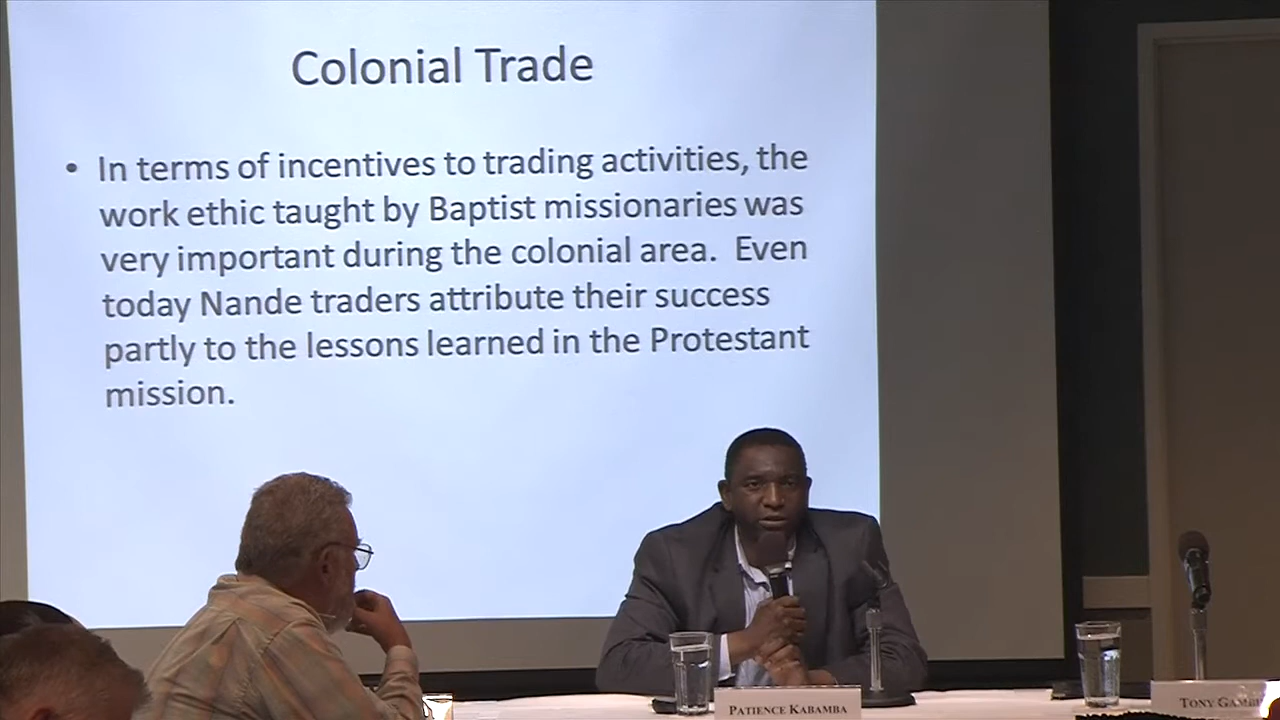 Colonial Trade
• In terms of incentives to trading activities, the
work ethic taught by Baptist missionaries was
very important during the colonial area. Even
today Nande traders attribute their success
partly to the lessons learned in the Protestant
mission.
PATIENCE KABAMBA
TONY